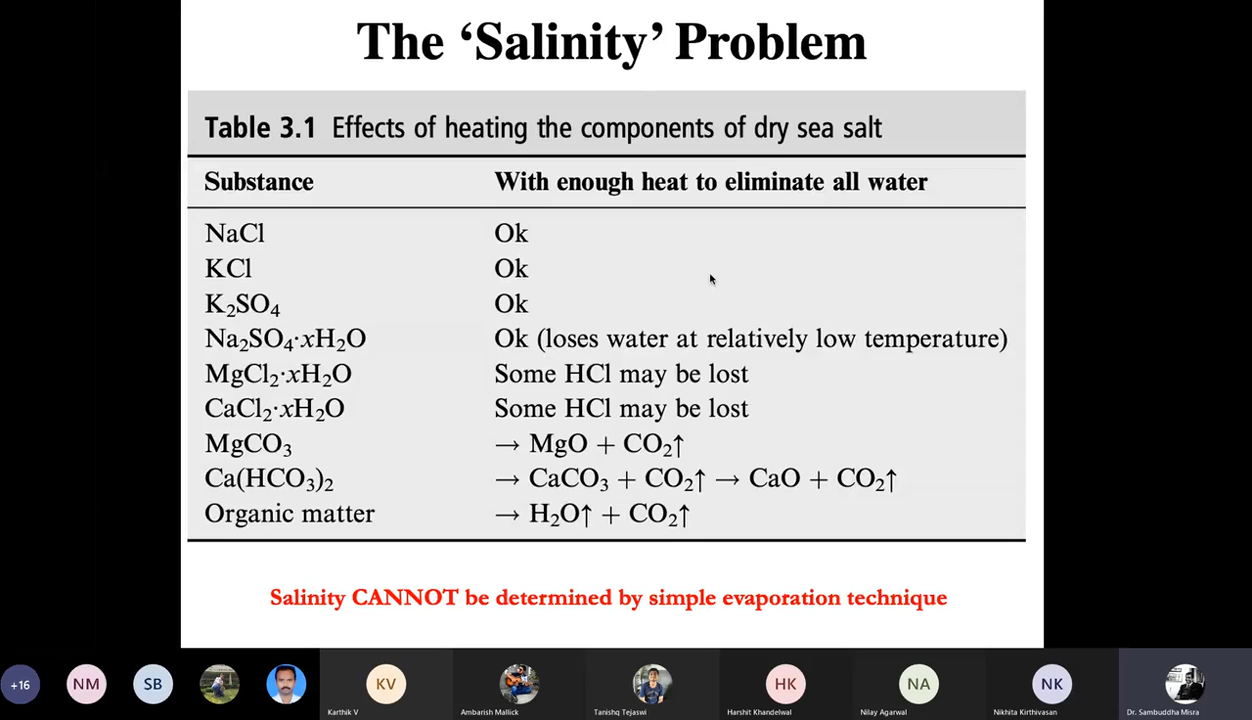 The ‘Salinity’ Problem
Table 3.1 Effects of heating the components of dry sea salt
Substance With enough heat to eliminate all water
NaCl Ok
KCl Ok
K₂SO₄ Ok
Na₂SO₄·xH₂O Ok (loses water at relatively low temperature)
MgCl₂·xH₂O Some HCl may be lost
CaCl₂·xH₂O Some HCl may be lost
MgCO₃ → MgO + CO₂↑
Ca(HCO₃)₂ → CaCO₃ + CO₂↑ → CaO + CO₂↑
Organic matter → H₂O↑ + CO₂↑
Salinity CANNOT be determined by simple evaporation technique
+16 NM SB KV HK NA NK
Karthik V Ambarish Mallick Tanishq Tejaswi Harshit Khandelwal Nilay Agarwal Nikhita Kirthivasan Dr. Sambuddha Misra